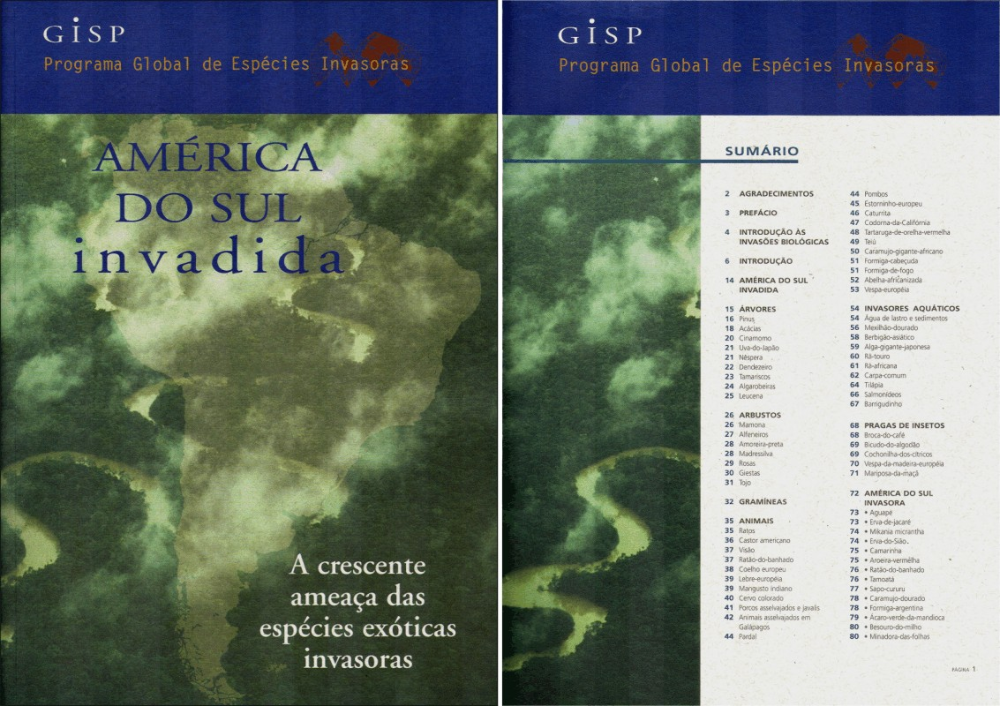 GiSP
Programa Global de Espécies Invasoras
AMÉRICA
DO SUL
invadida
A crescente
ameaça das
espécies exóticas
invasoras
GiSP
Programa Global de Espécies Invasoras
SUMÁRIO
2 AGRADECIMENTOS
3 PREFÁCIO
4 INTRODUÇÃO ÀS
INVASÕES BIOLÓGICAS
6 INTRODUÇÃO
14 AMÉRICA DO SUL
INVADIDA
15 ÁRVORES
16 Pinus
18 Acácias
20 Cinamomo
21 Uva-do-Japão
21 Nêspera
22 Dendezeiro
23 Tamariscos
24 Algarobeiras
25 Leucena
26 ARBUSTOS
26 Mamona
27 Alfeneiros
28 Amoreira-preta
28 Madressilva
29 Rosas
30 Giestas
31 Tojo
32 GRAMÍNEAS
35 ANIMAIS
35 Ratos
36 Castor americano
37 Visão
37 Ratão-do-banhado
38 Coelho europeu
39 Lebre-européia
39 Mangusto indiano
40 Cervo colorado
41 Porcos asselvajados e javalis
42 Animais asselvajados em
Galápagos
44 Pardal
44 Pombos
45 Estorninho-europeu
46 Caturrita
47 Codorna-da-Califórnia
48 Tartaruga-de-orelha-vermelha
49 Teiú
50 Caramujo-gigante-africano
51 Formiga-cabeçuda
51 Formiga-de-fogo
52 Abelha-africanizada
53 Vespa-européia
54 INVASORES AQUÁTICOS
54 Água de lastro e sedimentos
56 Mexilhão-dourado
58 Berbigão-asiático
59 Alga-gigante-japonesa
60 Rã-touro
61 Rã-africana
62 Carpa-comum
64 Tilápia
66 Salmonídeos
67 Barrigudinho
68 PRAGAS DE INSETOS
68 Broca-do-café
69 Bicudo-do-algodão
69 Cochonilha-dos-cítricos
70 Vespa-da-madeira-européia
71 Mariposa-da-maçã
72 AMÉRICA DO SUL
INVASORA
73 • Aguapé
73 • Erva-de-jacaré
74 • Mikania micrantha
74 • Erva-do-Sião
75 • Camarinha
75 • Aroeira-vermelha
76 • Ratão-do-banhado
76 • Tamoatá
77 • Sapo-cururu
78 • Caramujo-dourado
78 • Formiga-argentina
79 • Ácaro-verde-da-mandioca
80 • Besouro-do-milho
80 • Minadora-das-folhas
PÁGINA 1